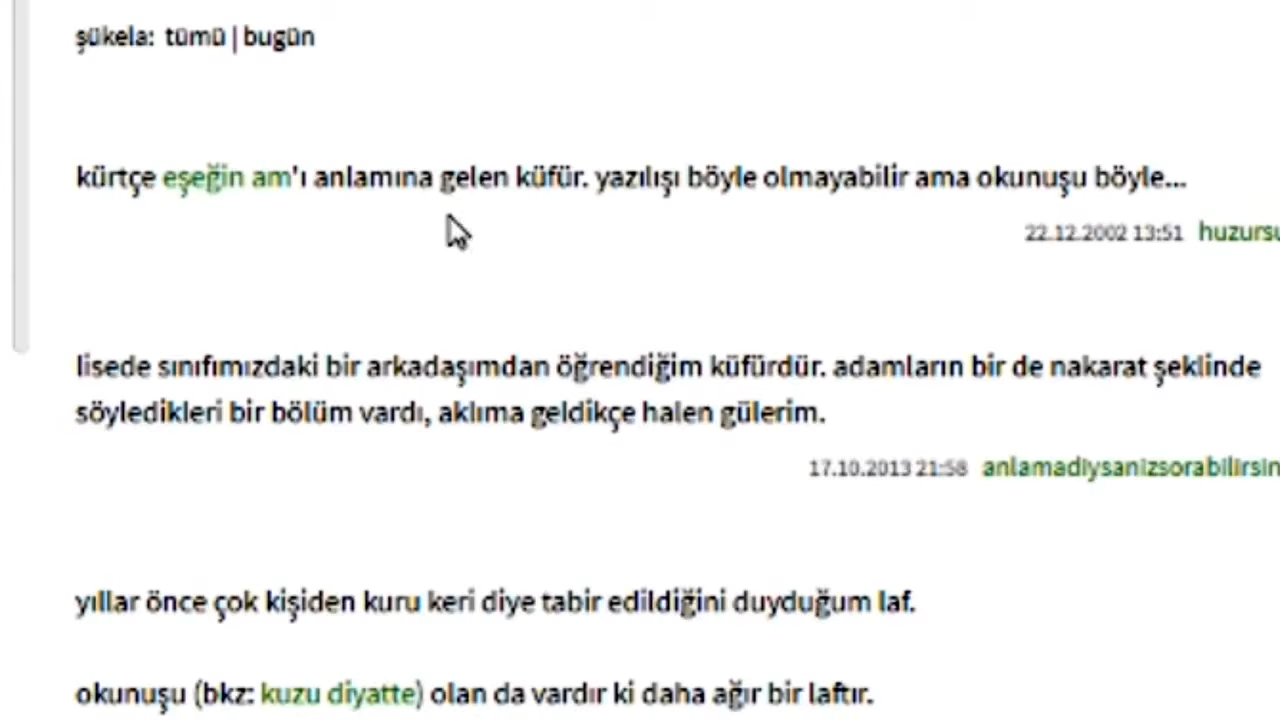 şükela: tümü | bugün
kürtçe eşeğin am'ı anlamına gelen küfür. yazılışı böyle olmayabilir ama okunuşu böyle...
22.12.2002 13:51 huzursu
lisede sınıfımızdaki bir arkadaşımdan öğrendiğim küfürdür. adamların bir de nakarat şeklinde
söyledikleri bir bölüm vardı, aklıma geldikçe halen gülerim.
17.10.2013 21:58 anlamadiysanizsorabilirsin
yıllar önce çok kişiden kuru keri diye tabir edildiğini duyduğum laf.
okunuşu (bkz: kuzu diyatte) olan da vardır ki daha ağır bir laftır.